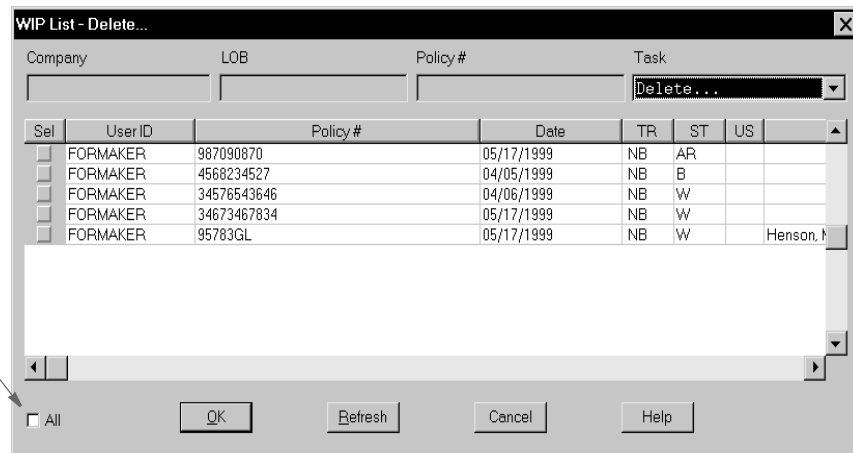 WIP List - Delete... X
Company LOB Policy # Task
Delete...
Sel User ID Policy # Date TR ST US
FORMAKER 987090870 05/17/1999 NB AR
FORMAKER 4568234527 04/05/1999 NB B
FORMAKER 34576543646 04/06/1999 NB W
FORMAKER 34673467834 05/17/1999 NB W
FORMAKER 95783GL 05/17/1999 NB W Henson,
All OK Refresh Cancel Help